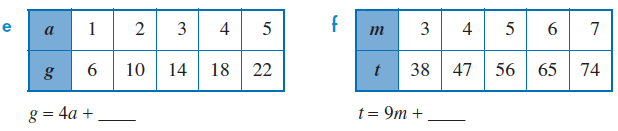 e
a 1 2 3 4 5
g 6 10 14 18 22
g = 4a + ____
f
m 3 4 5 6 7
t 38 47 56 65 74
t = 9m + ____